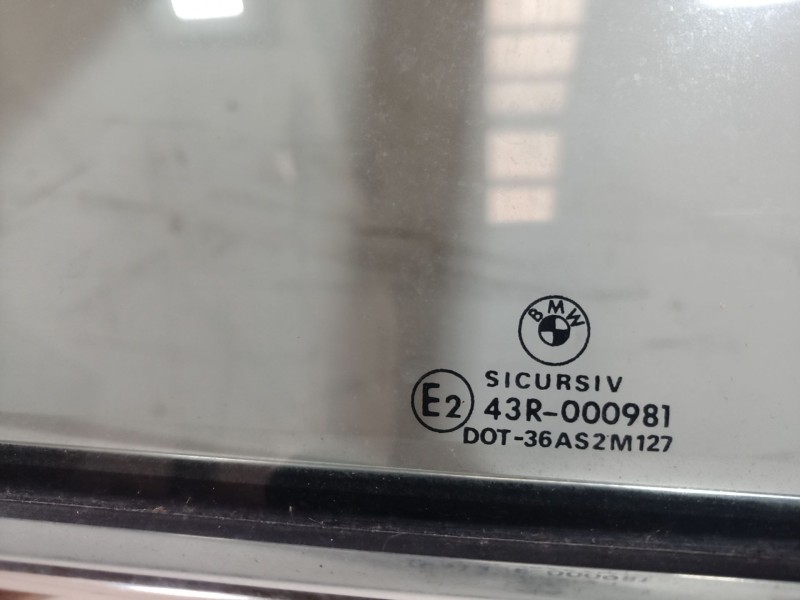 BMW
SICURSIV
E2 43R-000981
DOT-36AS2M127